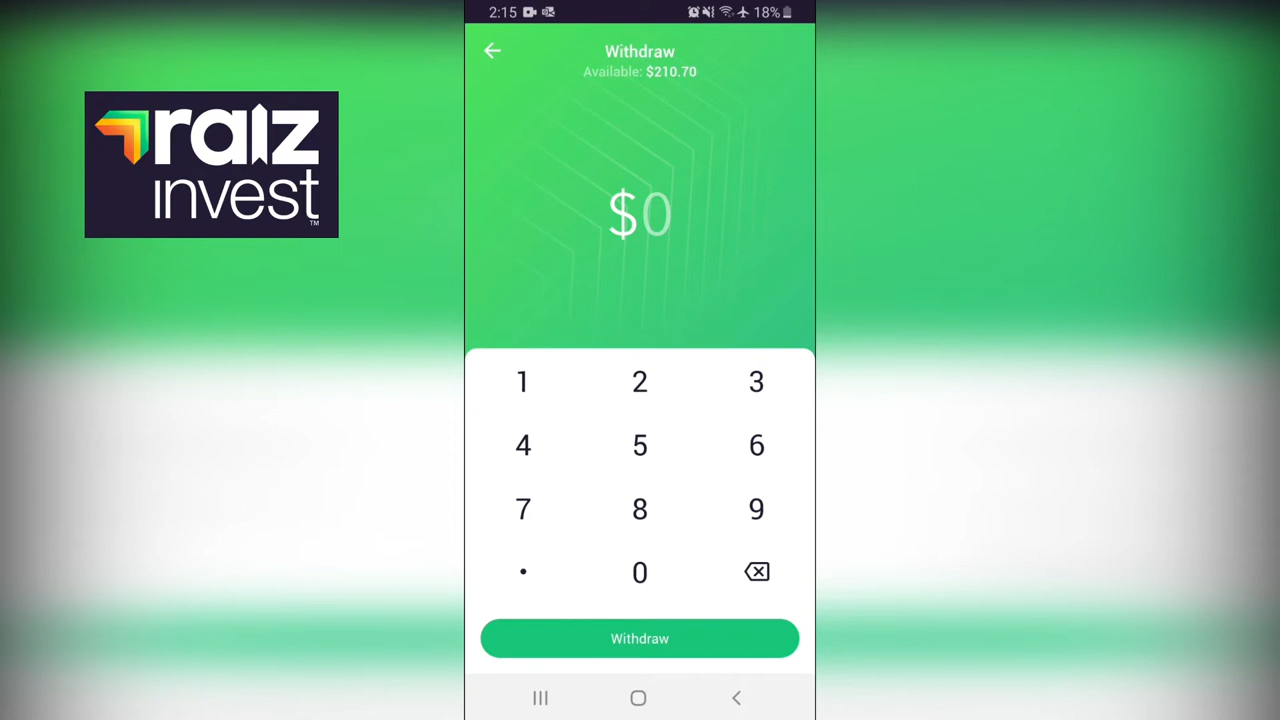 2:15 18%
Withdraw
Available: $210.70
raiz
invest™
$0
1 2 3
4 5 6
7 8 9
. 0
Withdraw